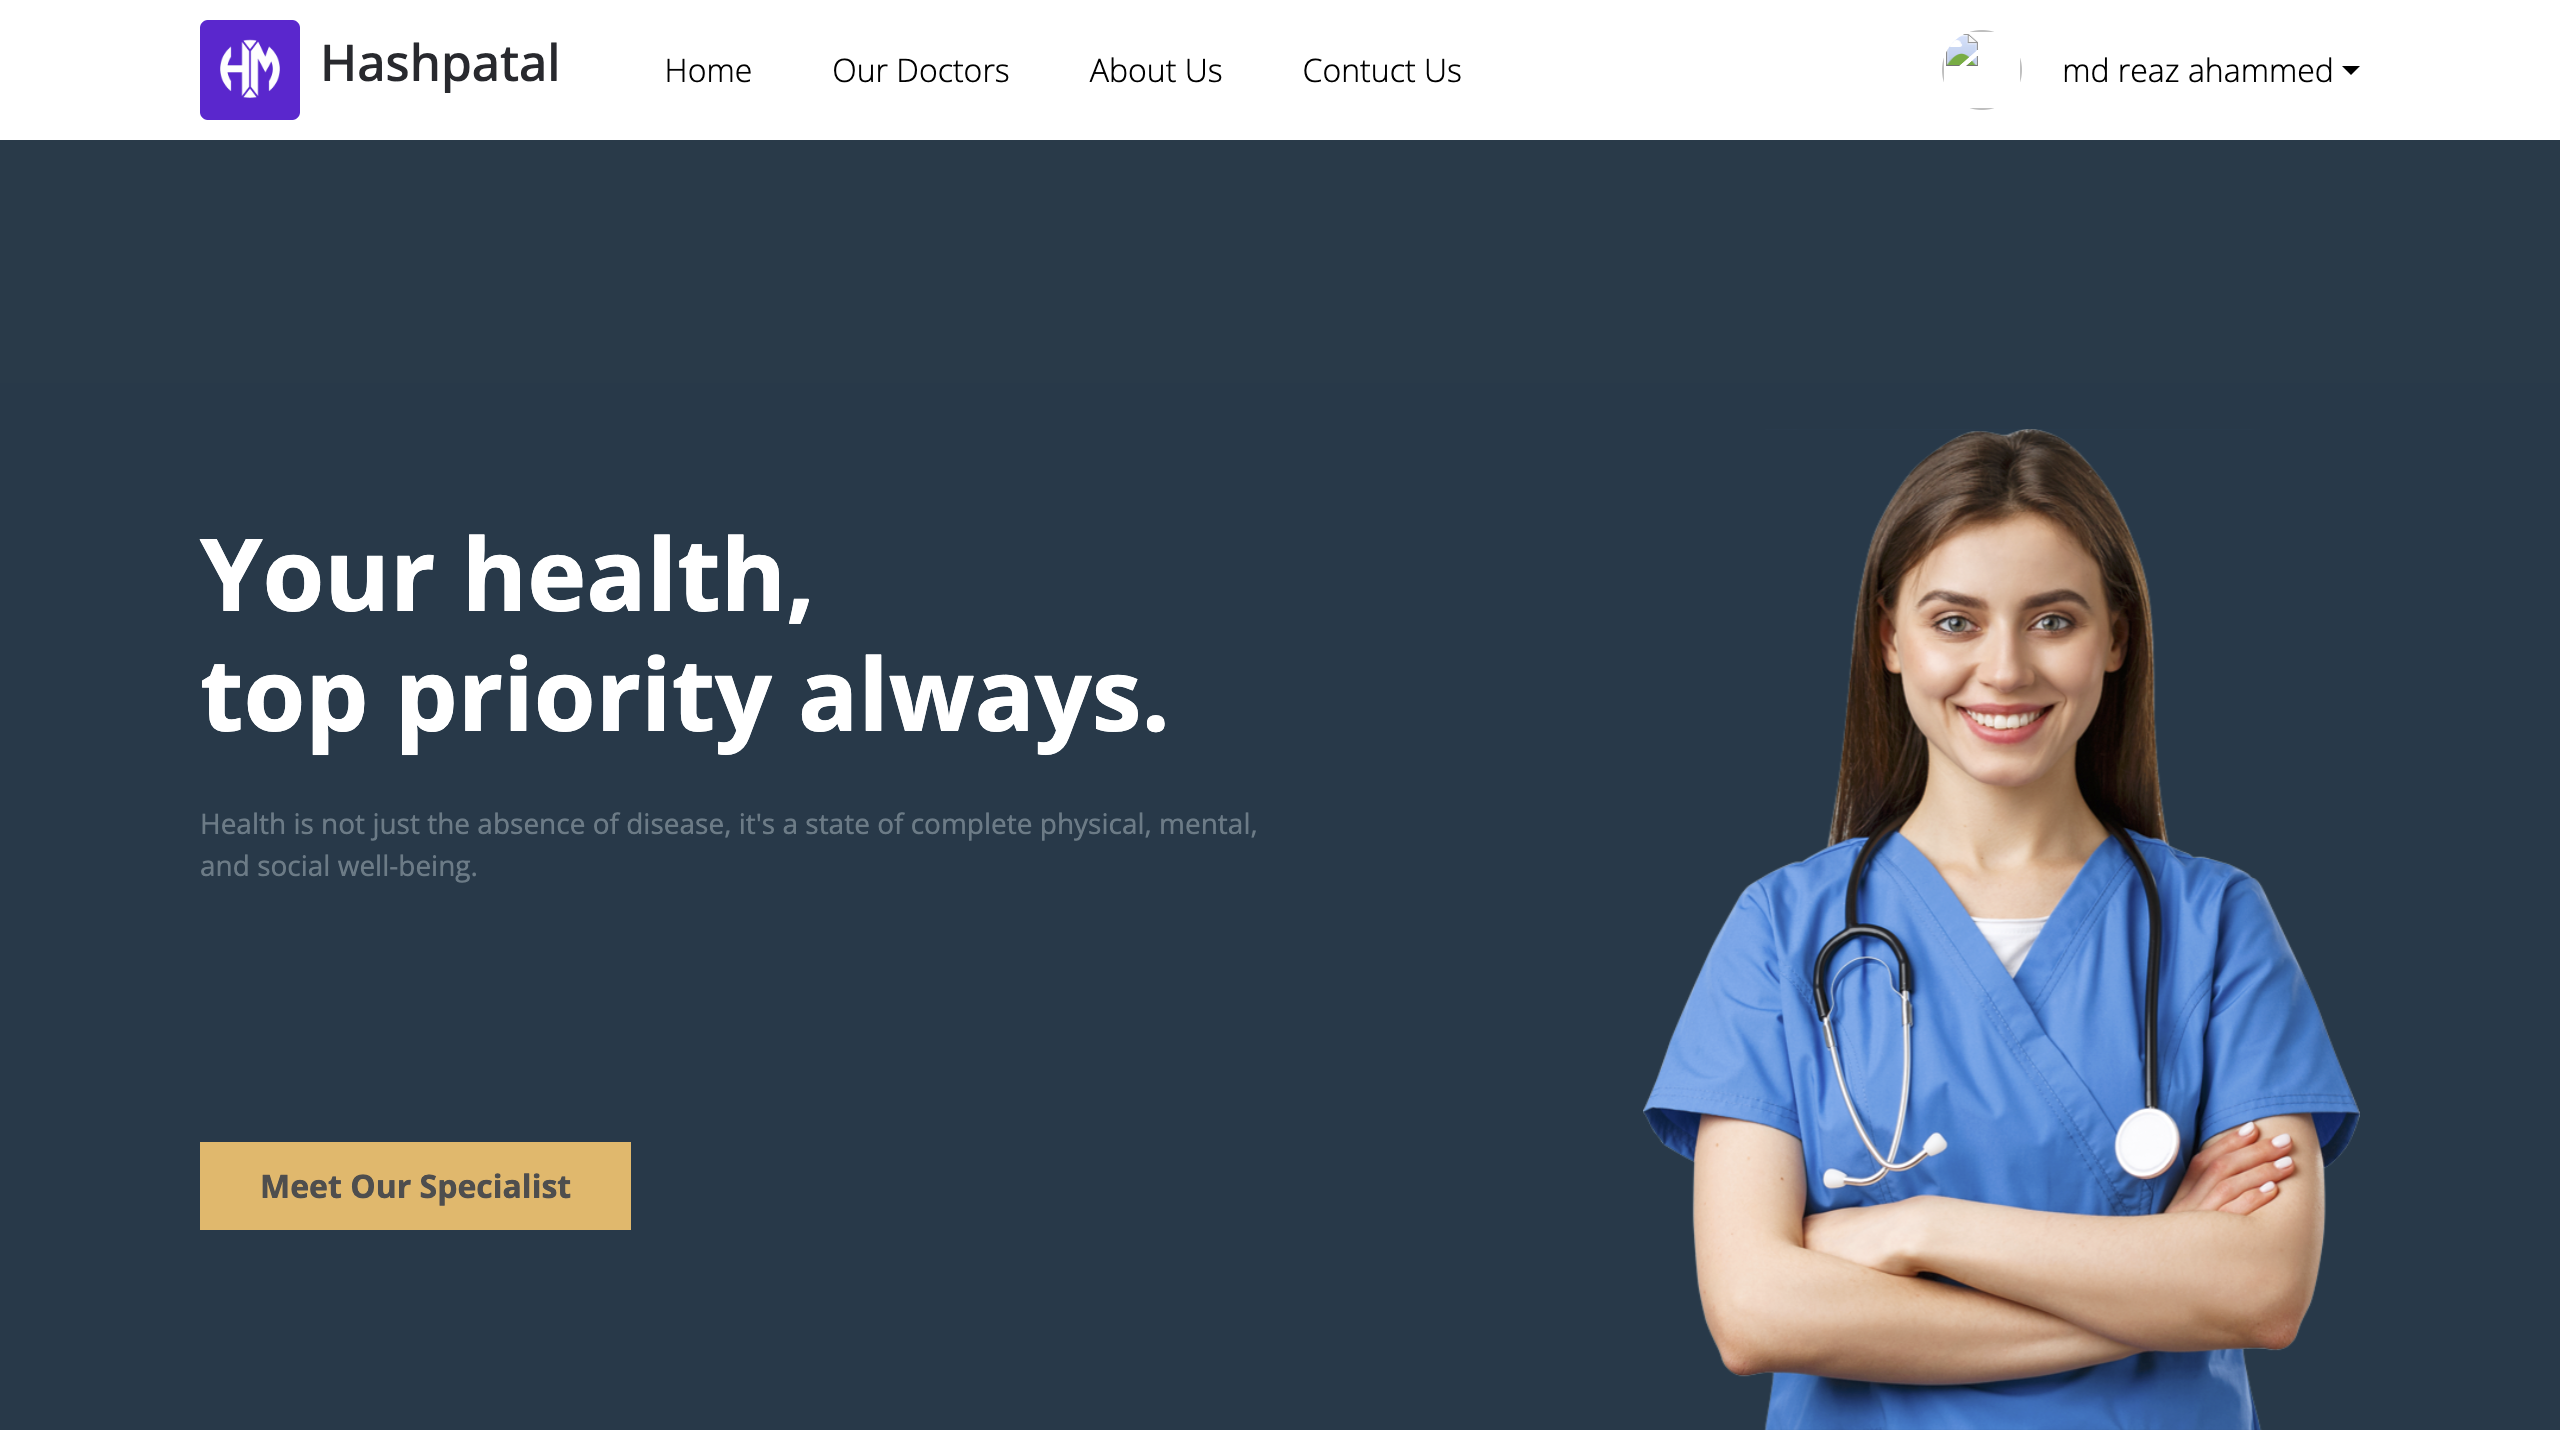 HM
Hashpatal
Home
Our Doctors
About Us
Contuct Us
md reaz ahammed
Your health,
top priority always.
Health is not just the absence of disease, it's a state of complete physical, mental,
and social well-being.
Meet Our Specialist